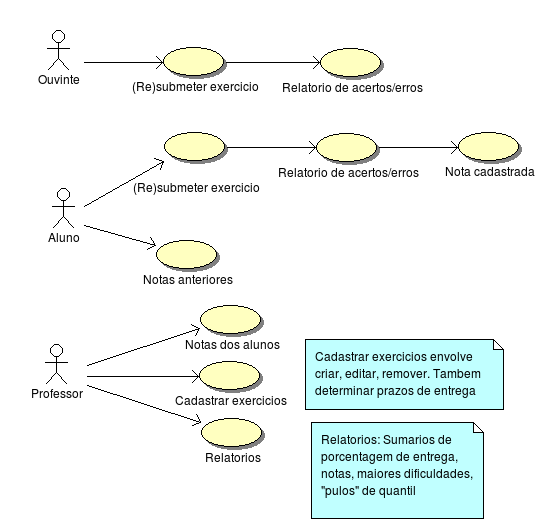 Ouvinte
(Re)submeter exercicio
Relatorio de acertos/erros
(Re)submeter exercicio
Relatorio de acertos/erros
Nota cadastrada
Aluno
Notas anteriores
Notas dos alunos
Professor
Cadastrar exercicios
Relatorios
Cadastrar exercicios envolve
criar, editar, remover. Tambem
determinar prazos de entrega
Relatorios: Sumarios de
porcentagem de entrega,
notas, maiores dificuldades,
"pulos" de quantil